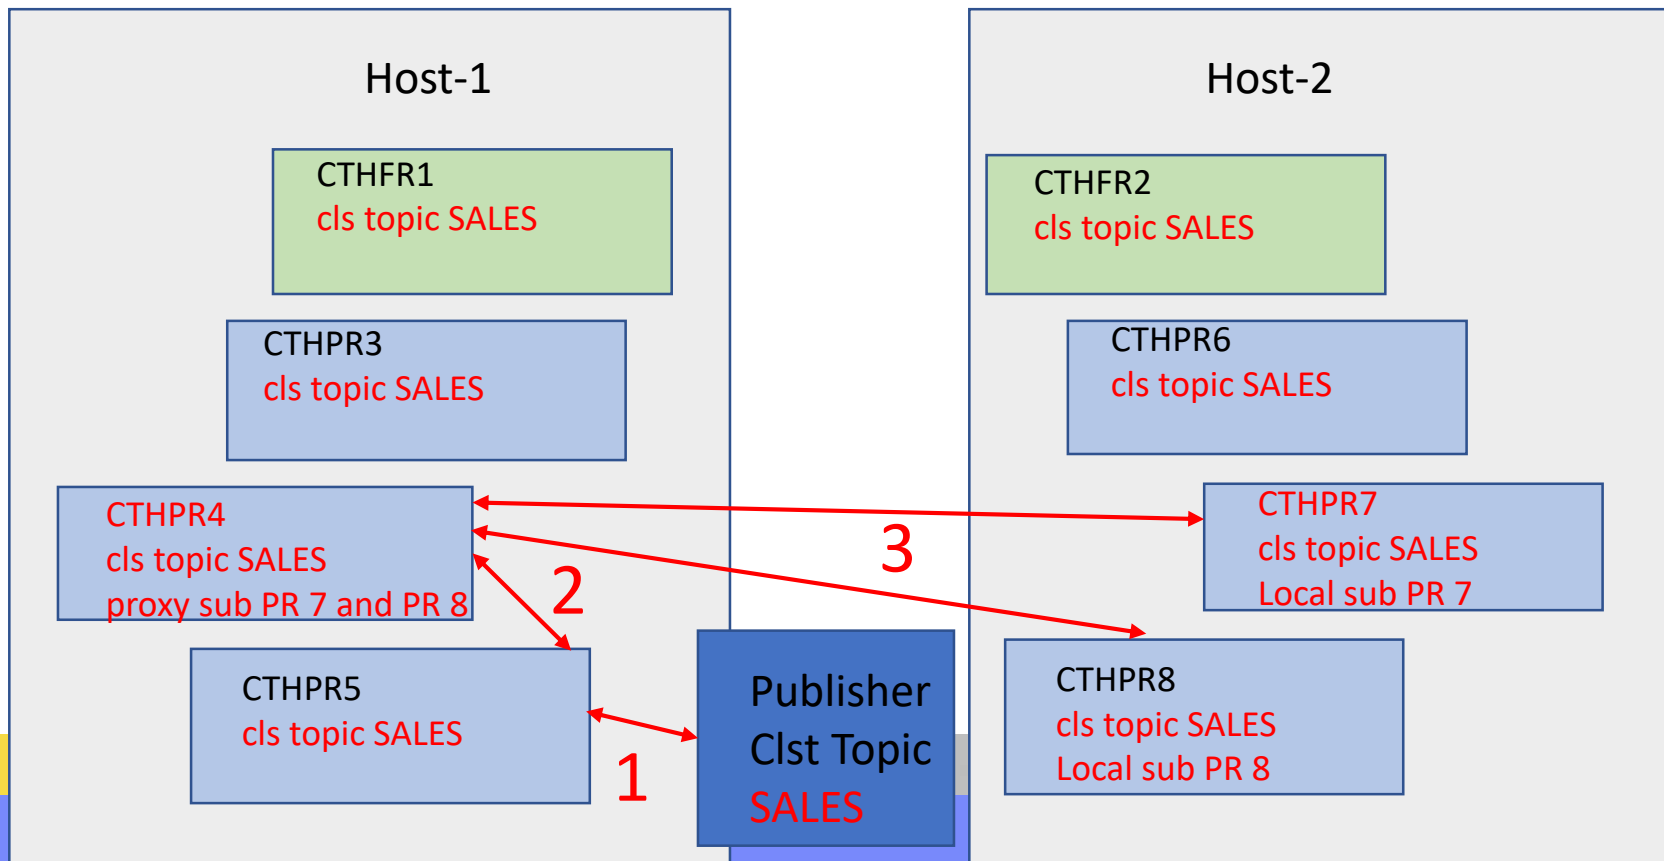 Host-1
CTHFR1
cls topic SALES
CTHPR3
cls topic SALES
CTHPR4
cls topic SALES
proxy sub PR 7 and PR 8
CTHPR5
cls topic SALES
1
2
3
Publisher
Clst Topic
SALES
Host-2
CTHFR2
cls topic SALES
CTHPR6
cls topic SALES
CTHPR7
cls topic SALES
Local sub PR 7
CTHPR8
cls topic SALES
Local sub PR 8